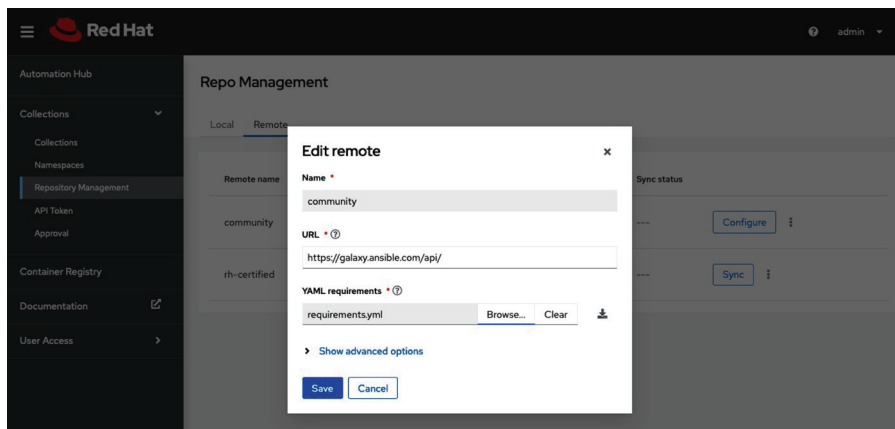 Red Hat
admin
Automation Hub
Collections
Collections
Namespaces
Repository Management
API Token
Approval
Container Registry
Documentation
User Access
Repo Management
Local Remote
Remote name
Sync status
community
---
Configure
rh-certified
---
Sync
Edit remote
Name *
community
URL *
https://galaxy.ansible.com/api/
YAML requirements *
requirements.yml Browse... Clear
Show advanced options
Save Cancel